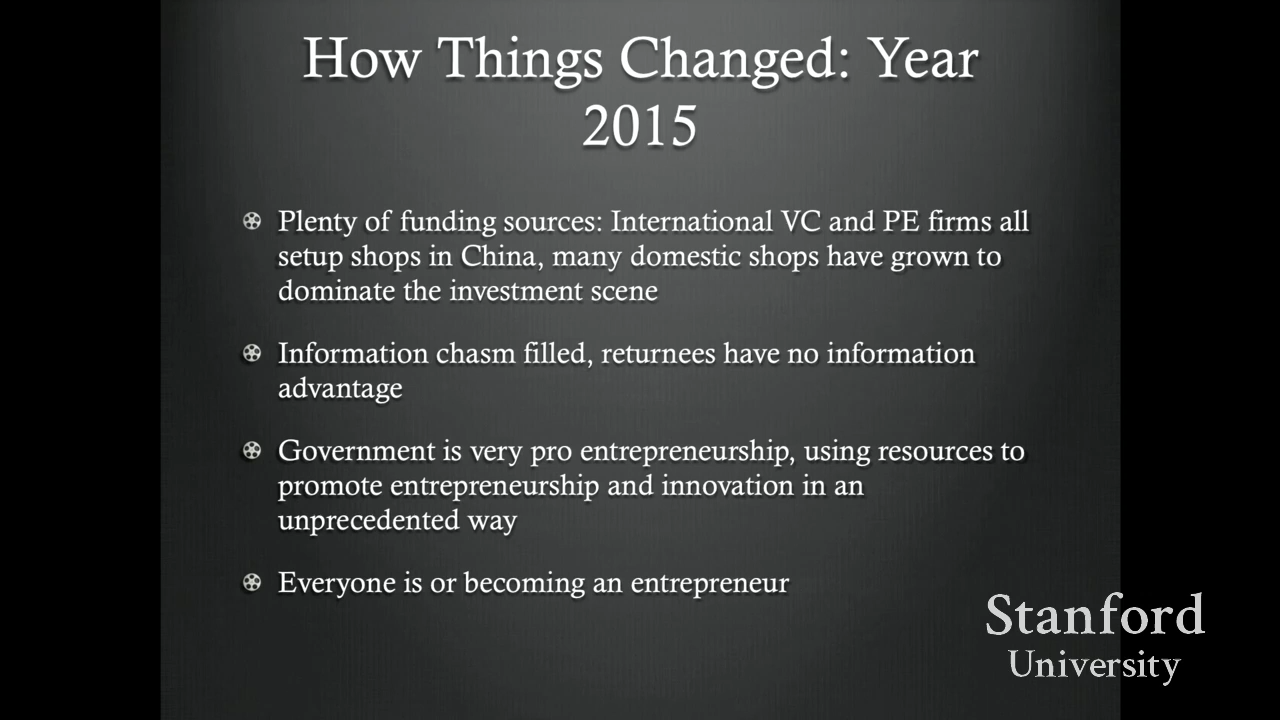 How Things Changed: Year
2015
Plenty of funding sources: International VC and PE firms all
setup shops in China, many domestic shops have grown to
dominate the investment scene
Information chasm filled, returnees have no information
advantage
Government is very pro entrepreneurship, using resources to
promote entrepreneurship and innovation in an
unprecedented way
Everyone is or becoming an entrepreneur
Stanford
University